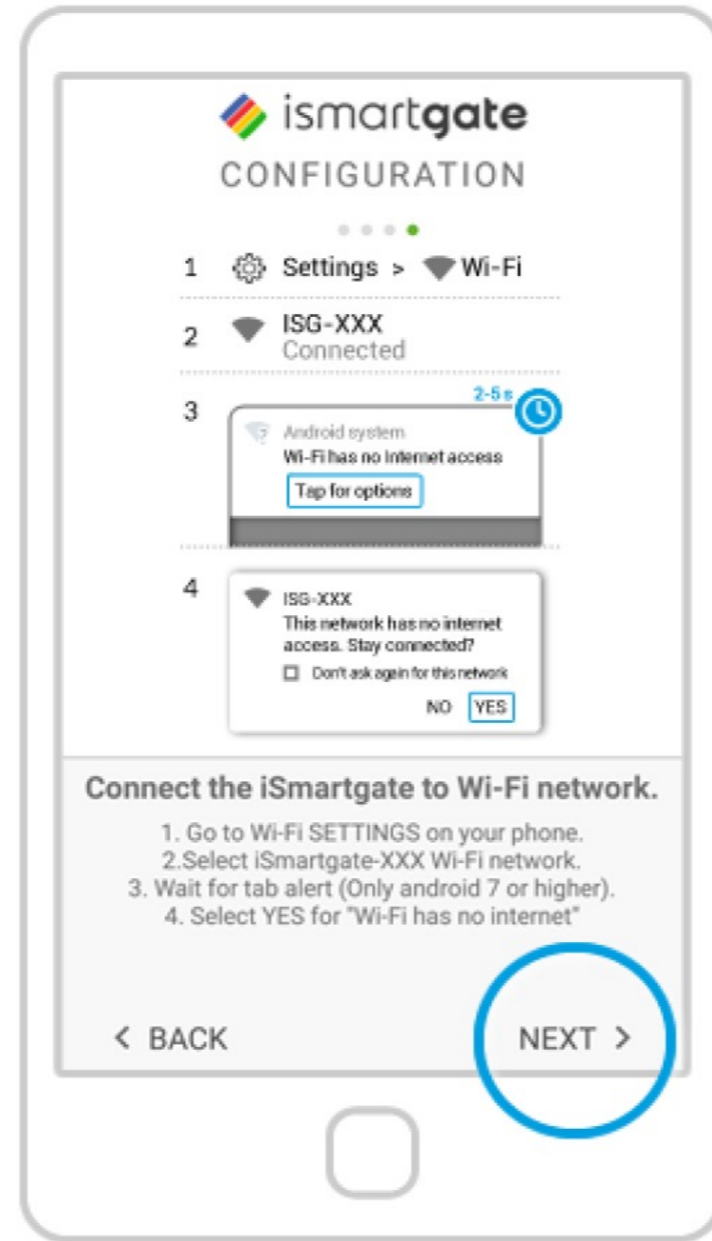 ismartgate
CONFIGURATION
1 Settings > Wi-Fi
2 ISG-XXX
Connected
2-5 s
3 Android system
Wi-Fi has no Internet access
Tap for options
4 ISG-XXX
This network has no internet
access. Stay connected?
Don't ask again for this network
NO YES
Connect the iSmartgate to Wi-Fi network.
1. Go to Wi-Fi SETTINGS on your phone.
2.Select iSmartgate-XXX Wi-Fi network.
3. Wait for tab alert (Only android 7 or higher).
4. Select YES for "Wi-Fi has no internet"
< BACK NEXT >